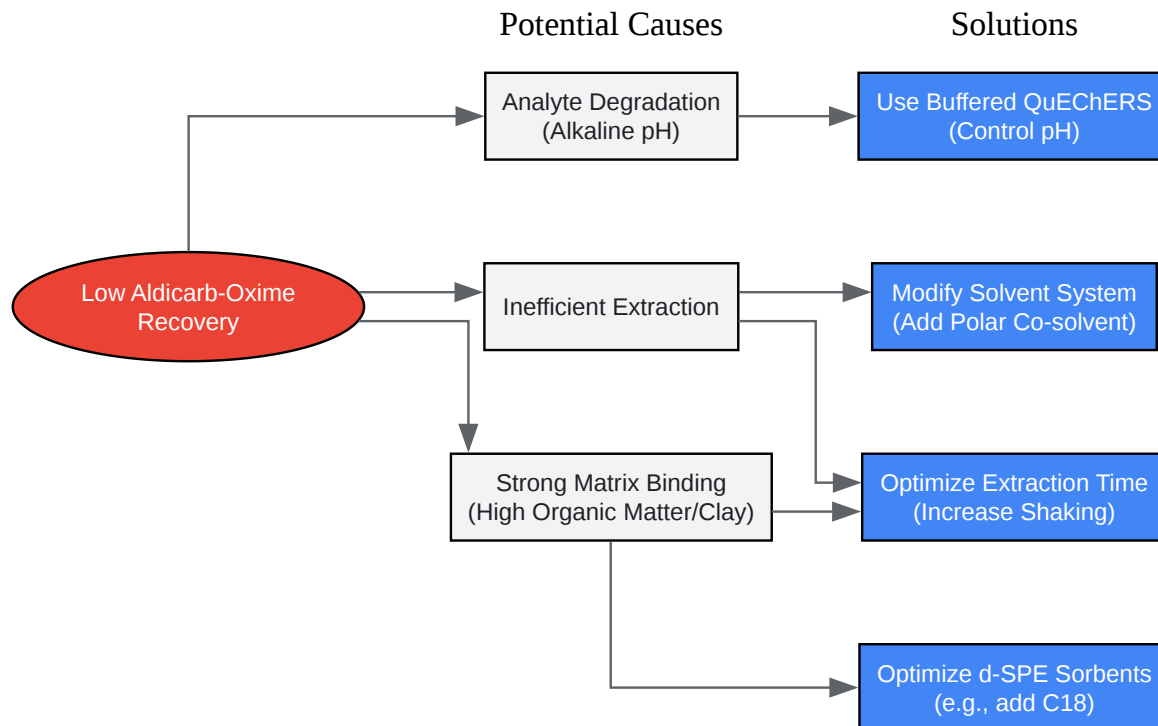 Potential Causes
Solutions
Analyte Degradation
(Alkaline pH)
Use Buffered QuEChERS
(Control pH)
Low Aldicarb-Oxime
Recovery
Inefficient Extraction
Modify Solvent System
(Add Polar Co-solvent)
Strong Matrix Binding
(High Organic Matter/Clay)
Optimize Extraction Time
(Increase Shaking)
Optimize d-SPE Sorbents
(e.g., add C18)